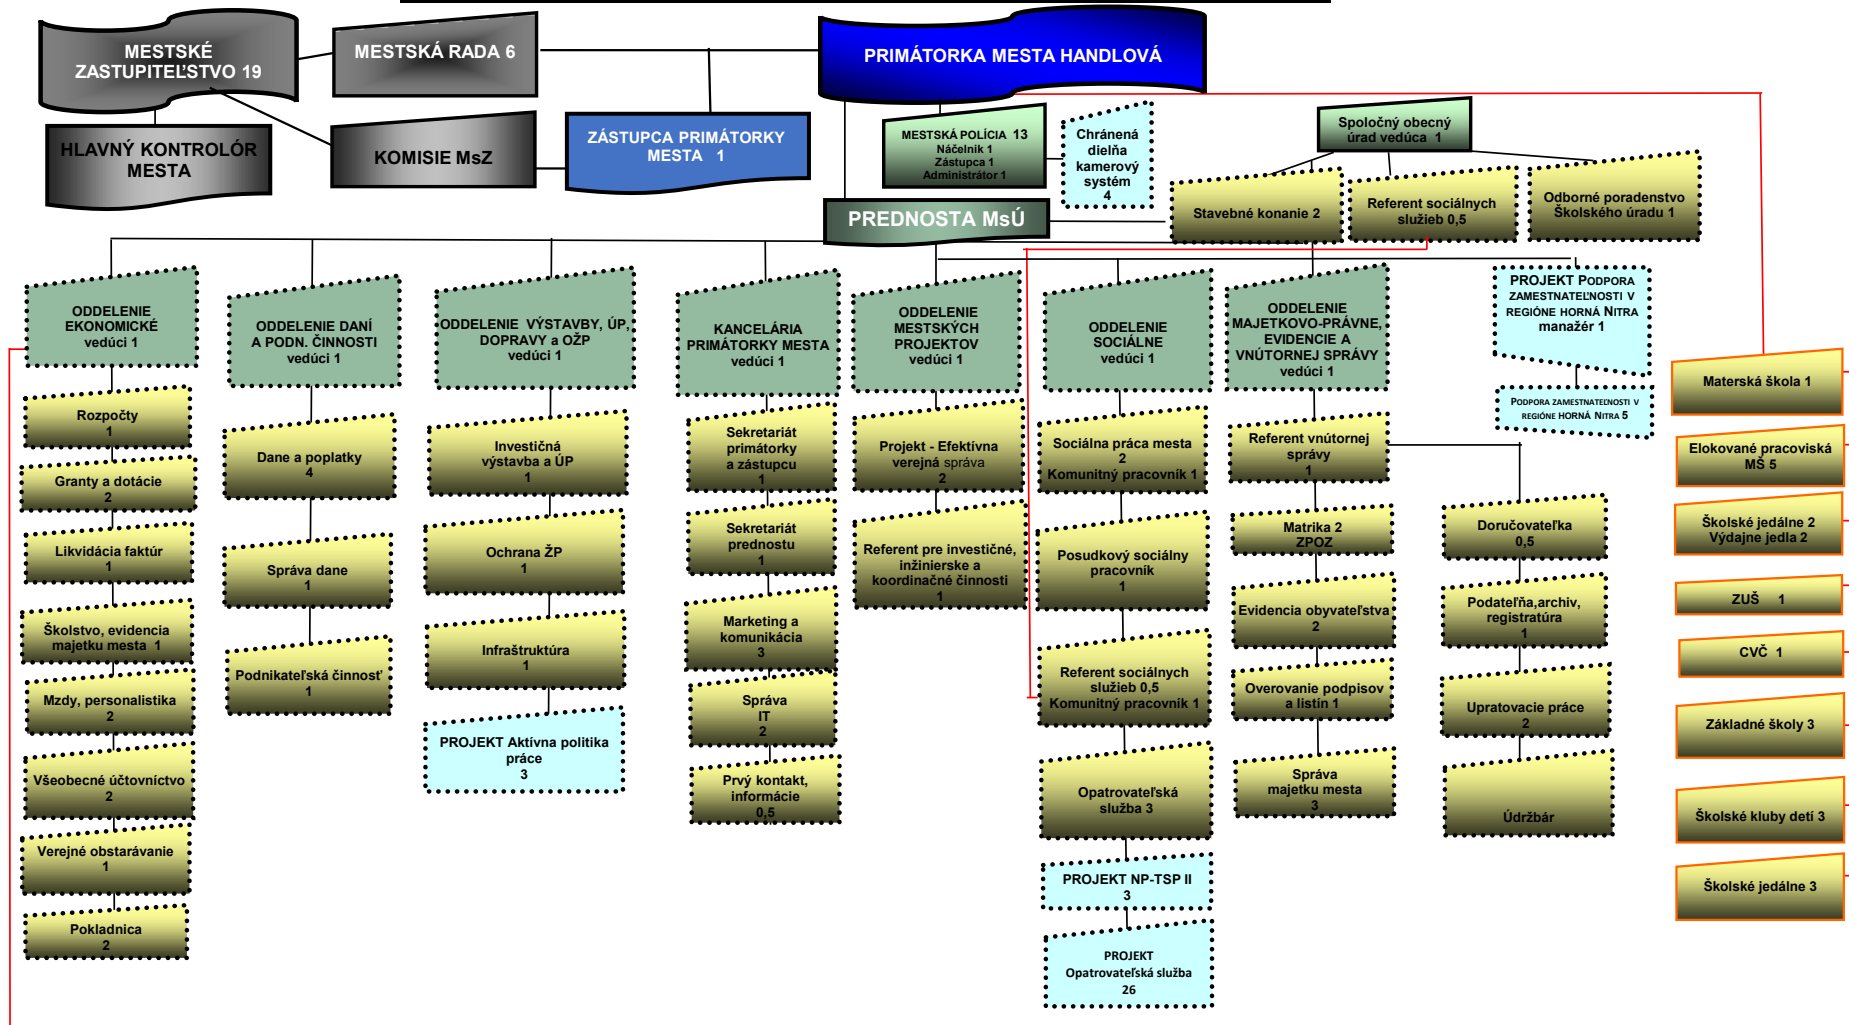 MESTSKÉ
ZASTUPITEĽSTVO 19
MESTSKÁ RADA 6
PRIMÁTORKA MESTA HANDLOVÁ
HLAVNÝ KONTROLÓR
MESTA
KOMISIE MsZ
ZÁSTUPCA PRIMÁTORKY
MESTA 1
MESTSKÁ POLÍCIA 13
Náčelník 1
Zástupca 1
Administrátor 1
Chránená
dielňa
kamerový
systém
4
Spoločný obecný
úrad vedúca 1
PREDNOSTA MsÚ
Stavebné konanie 2
Referent sociálnych
služieb 0,5
Odborné poradenstvo
Školského úradu 1
ODDELENIE
EKONOMICKÉ
vedúci 1
Rozpočty
1
Granty a dotácie
2
Likvidácia faktúr
1
Školstvo, evidencia
majetku mesta 1
Mzdy, personalistika
2
Všeobecné účtovníctvo
2
Verejné obstarávanie
1
Pokladnica
2
ODDELENIE DANÍ
A PODN. ČINNOSTI
vedúci 1
Dane a poplatky
4
Správa dane
1
Podnikateľská činnosť
1
ODDELENIE VÝSTAVBY, ÚP,
DOPRAVY a OŽP
vedúci 1
Investičná
výstavba a ÚP
1
Ochrana ŽP
1
Infraštruktúra
1
PROJEKT Aktívna politika
práce
3
KANCELÁRIA
PRIMÁTORKY MESTA
vedúci 1
Sekretariát
primátorky
a zástupcu
1
Sekretariát
prednostu
1
Marketing a
komunikácia
3
Správa
IT
2
Prvý kontakt,
informácie
0,5
ODDELENIE
MESTSKÝCH
PROJEKTOV
vedúci 1
Projekt - Efektívna
verejná správa
2
Referent pre investičné,
inžinierske a
koordinačné činnosti
1
ODDELENIE
SOCIÁLNE
vedúci 1
Sociálna práca mesta
2
Komunitný pracovník 1
Posudkový sociálny
pracovník
1
Referent sociálnych
služieb 0,5
Komunitný pracovník 1
Opatrovateľská
služba 3
PROJEKT NP-TSP II
3
PROJEKT
Opatrovateľská služba
26
ODDELENIE
MAJETKOVO-PRÁVNE,
EVIDENCIE A
VNÚTORNEJ SPRÁVY
vedúci 1
Referent vnútornej
správy
1
Matrika 2
ZPOZ
Evidencia obyvateľstva
2
Overovanie podpisov
a listín 1
Správa
majetku mesta
3
Doručovateľka
0,5
Podateľňa,archiv,
registratúra
1
Upratovacie práce
2
Údržbár
PROJEKT PODPORA
ZAMESTNATEĽNOSTI V
REGIÓNE HORNÁ NITRA
manažér 1
PODPORA ZAMESTNATEĽNOSTI V
REGIÓNE HORNÁ NITRA 5
Materská škola 1
Elokované pracoviská
MŠ 5
Školské jedálne 2
Výdajne jedla 2
ZUŠ 1
CVČ 1
Základné školy 3
Školské kluby detí 3
Školské jedálne 3